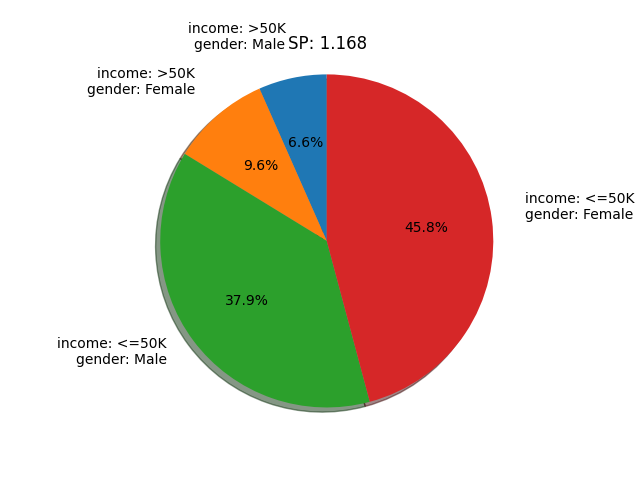 income: >50K
gender: Male
SP: 1.168
income: >50K
gender: Female
6.6%
9.6%
income: <=50K
gender: Female
45.8%
37.9%
income: <=50K
gender: Male